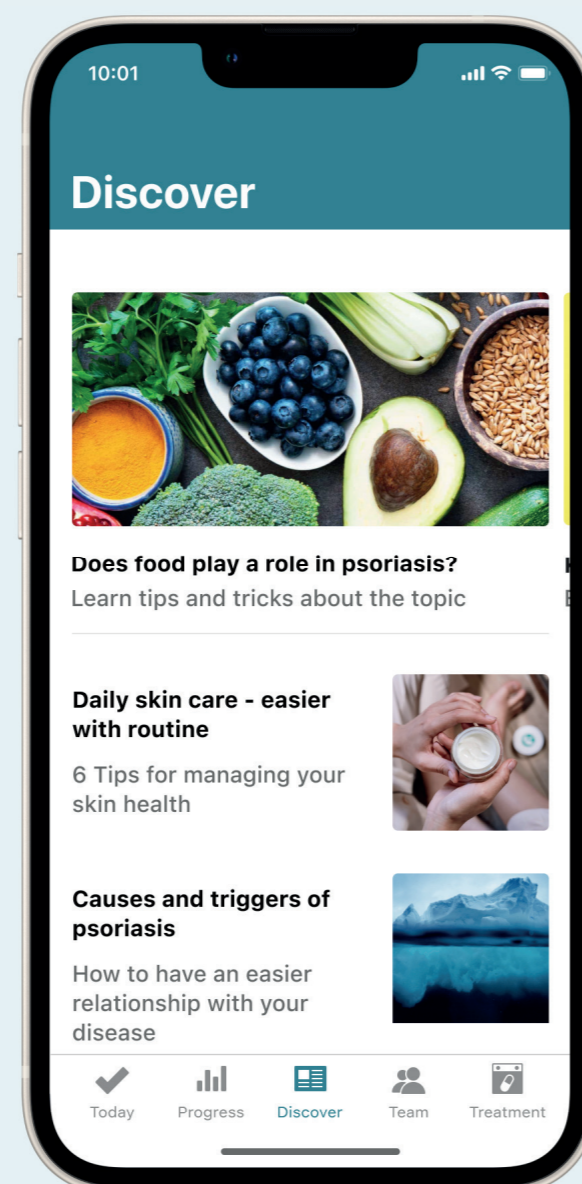 10:01
Discover
Does food play a role in psoriasis?
Learn tips and tricks about the topic
Daily skin care - easier
with routine
6 Tips for managing your
skin health
Causes and triggers of
psoriasis
How to have an easier
relationship with your
disease
Today
Progress
Discover
Team
Treatment